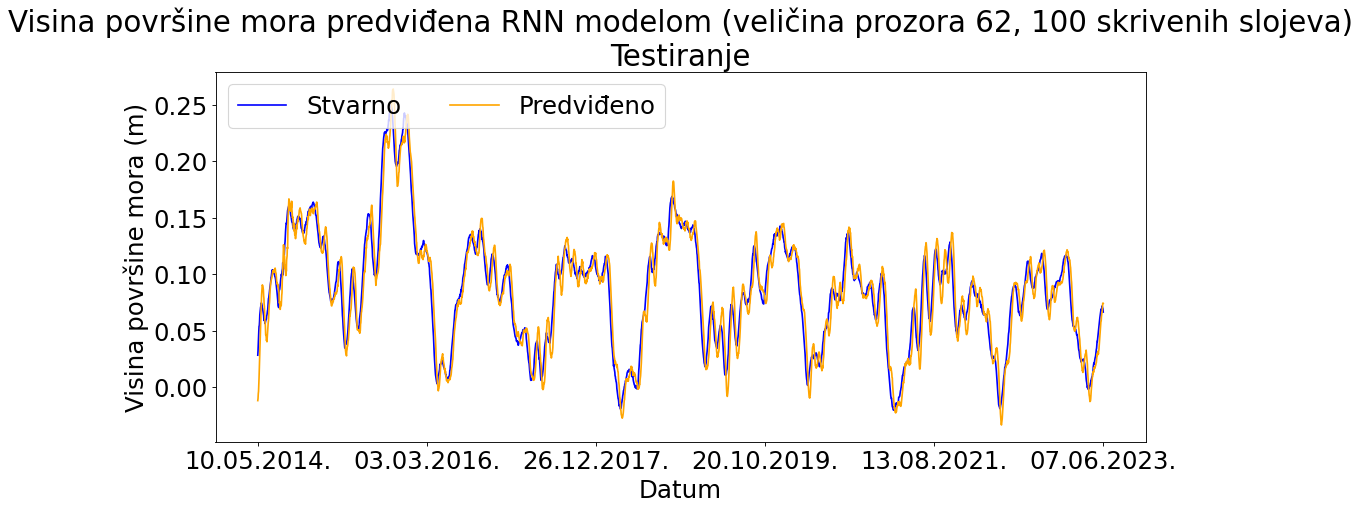 Visina površine mora predviđena RNN modelom (veličina prozora 62, 100 skrivenih slojeva)
Testiranje
Stvarno
Predviđeno
Visina površine mora (m)
0.25
0.20
0.15
0.10
0.05
0.00
10.05.2014.
03.03.2016.
26.12.2017.
20.10.2019.
13.08.2021.
07.06.2023.
Datum